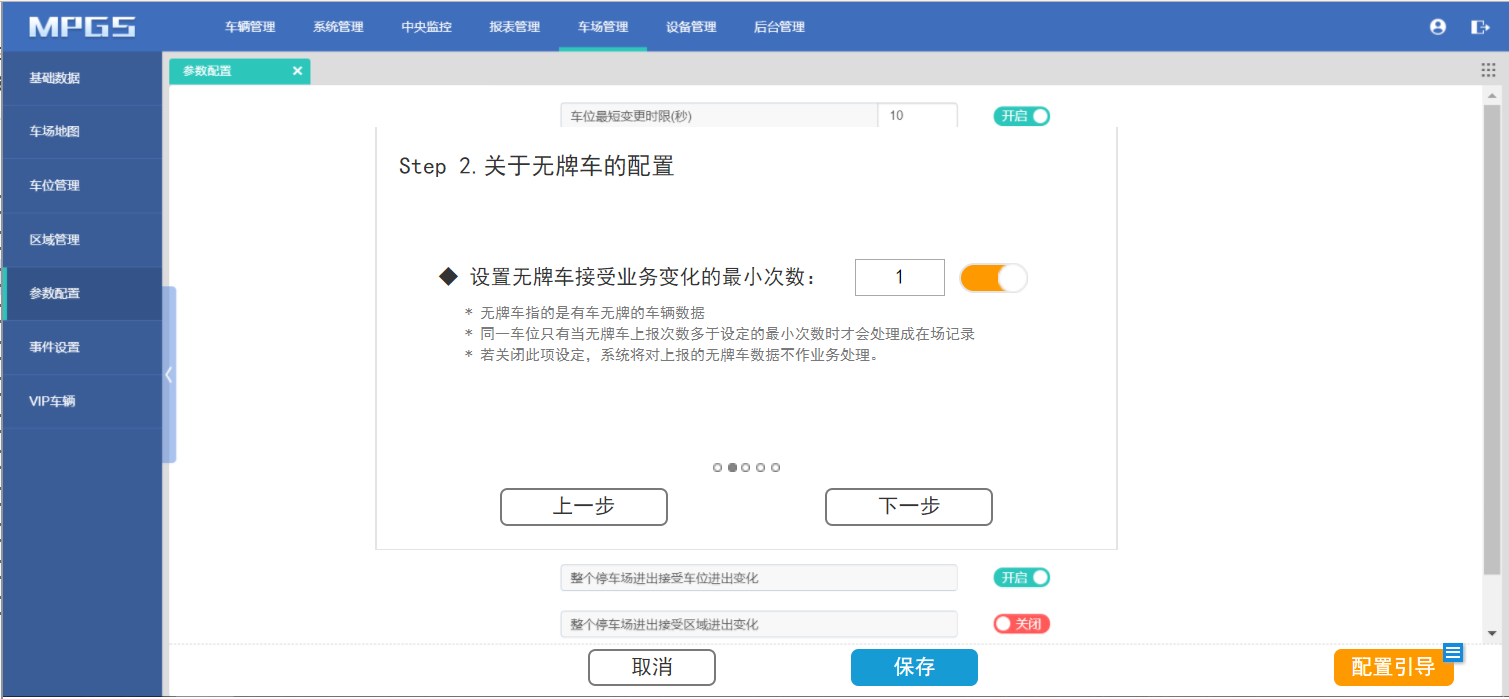 MPGS
车辆管理 系统管理 中央监控 报表管理 车场管理 设备管理 后台管理
基础数据
车场地图
车位管理
区域管理
参数配置
事件设置
VIP车辆
参数配置 ×
车位最短变更时限(秒) 10 开启
Step 2.关于无牌车的配置
◆ 设置无牌车接受业务变化的最小次数： 1
* 无牌车指的是有车无牌的车辆数据
* 同一车位只有当无牌车上报次数多于设定的最小次数时才会处理成在场记录
* 若关闭此项设定，系统将对上报的无牌车数据不作业务处理。
上一步 下一步
整个停车场进出接受车位进出变化 开启
整个停车场进出接受区域进出变化 关闭
取消 保存 配置引导